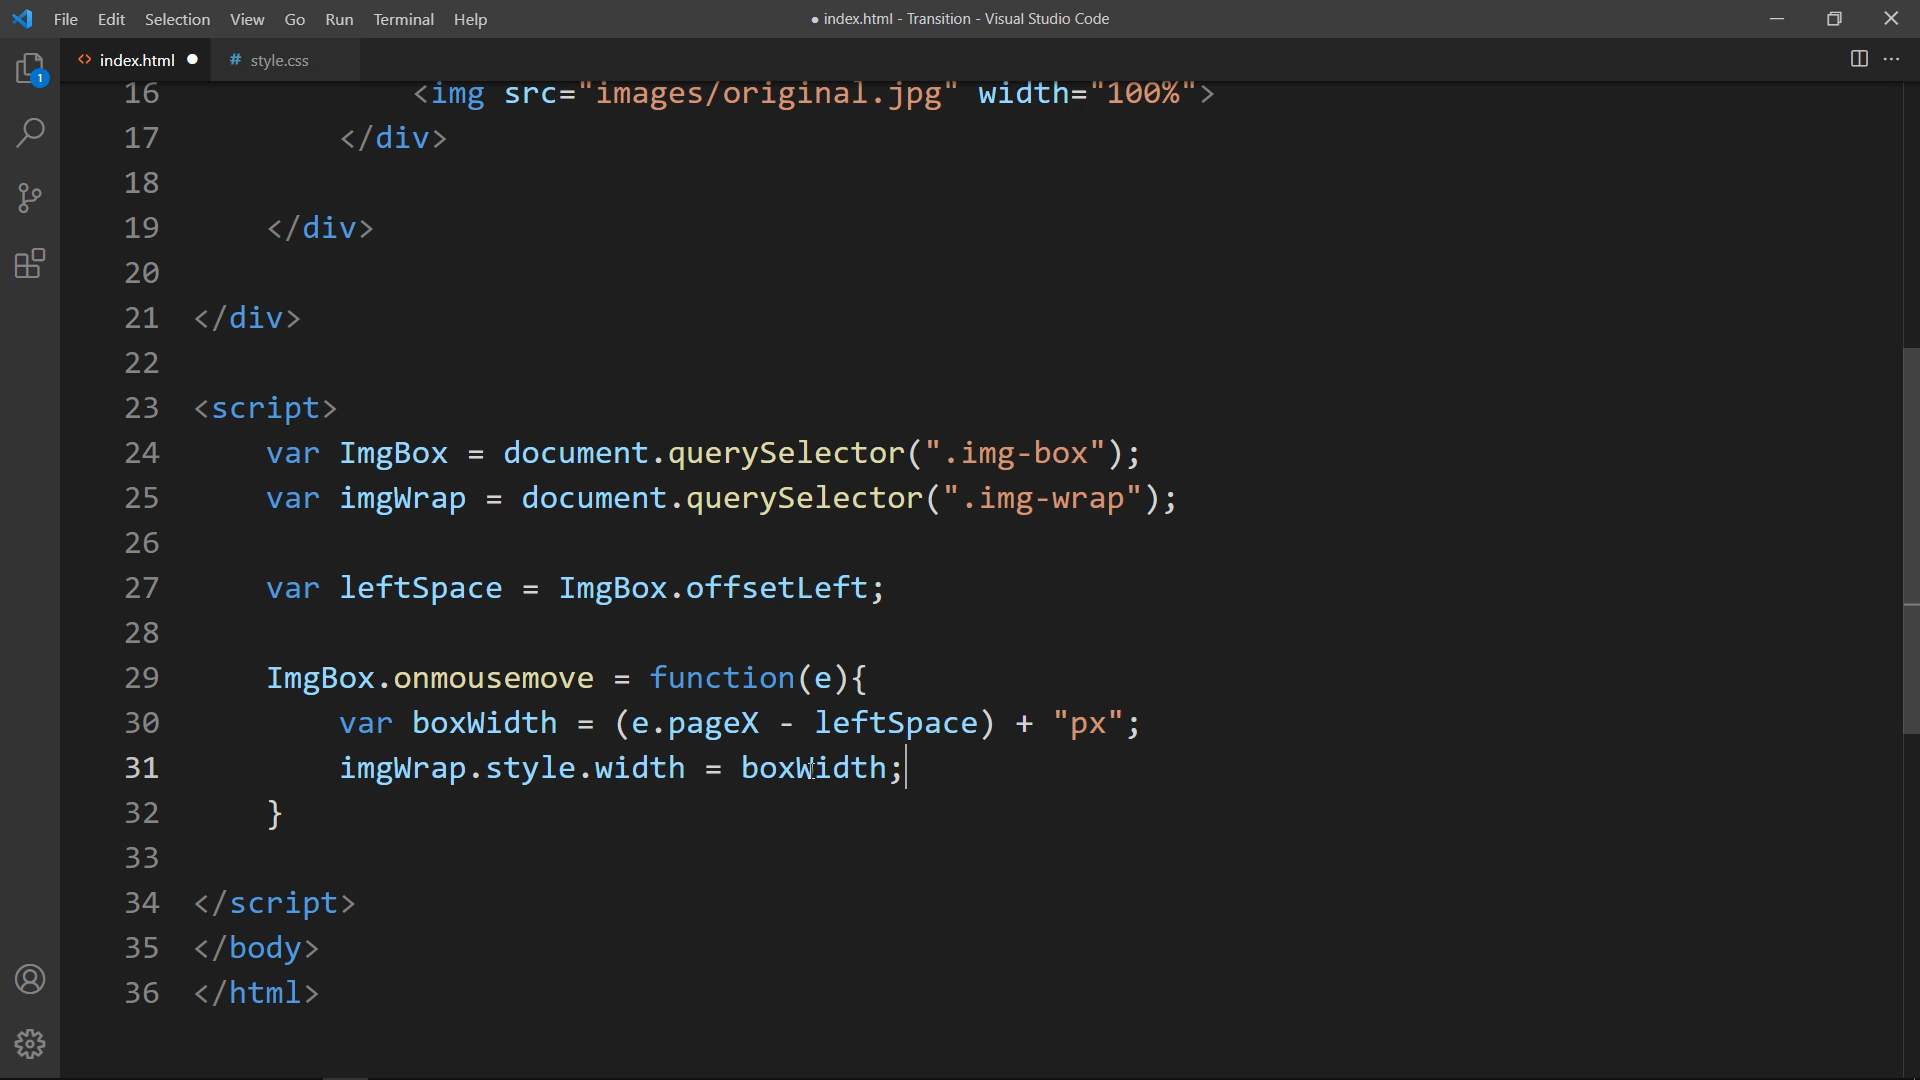 File Edit Selection View Go Run Terminal Help
● index.html - Transition - Visual Studio Code
<> index.html ●
# style.css
1
16 <img src="images/original.jpg" width="100%">
17 </div>
18
19 </div>
20
21 </div>
22
23 <script>
24 var ImgBox = document.querySelector(".img-box");
25 var imgWrap = document.querySelector(".img-wrap");
26
27 var leftSpace = ImgBox.offsetLeft;
28
29 ImgBox.onmousemove = function(e){
30 var boxWidth = (e.pageX - leftSpace) + "px";
31 imgWrap.style.width = boxWidth;
32 }
33
34 </script>
35 </body>
36 </html>